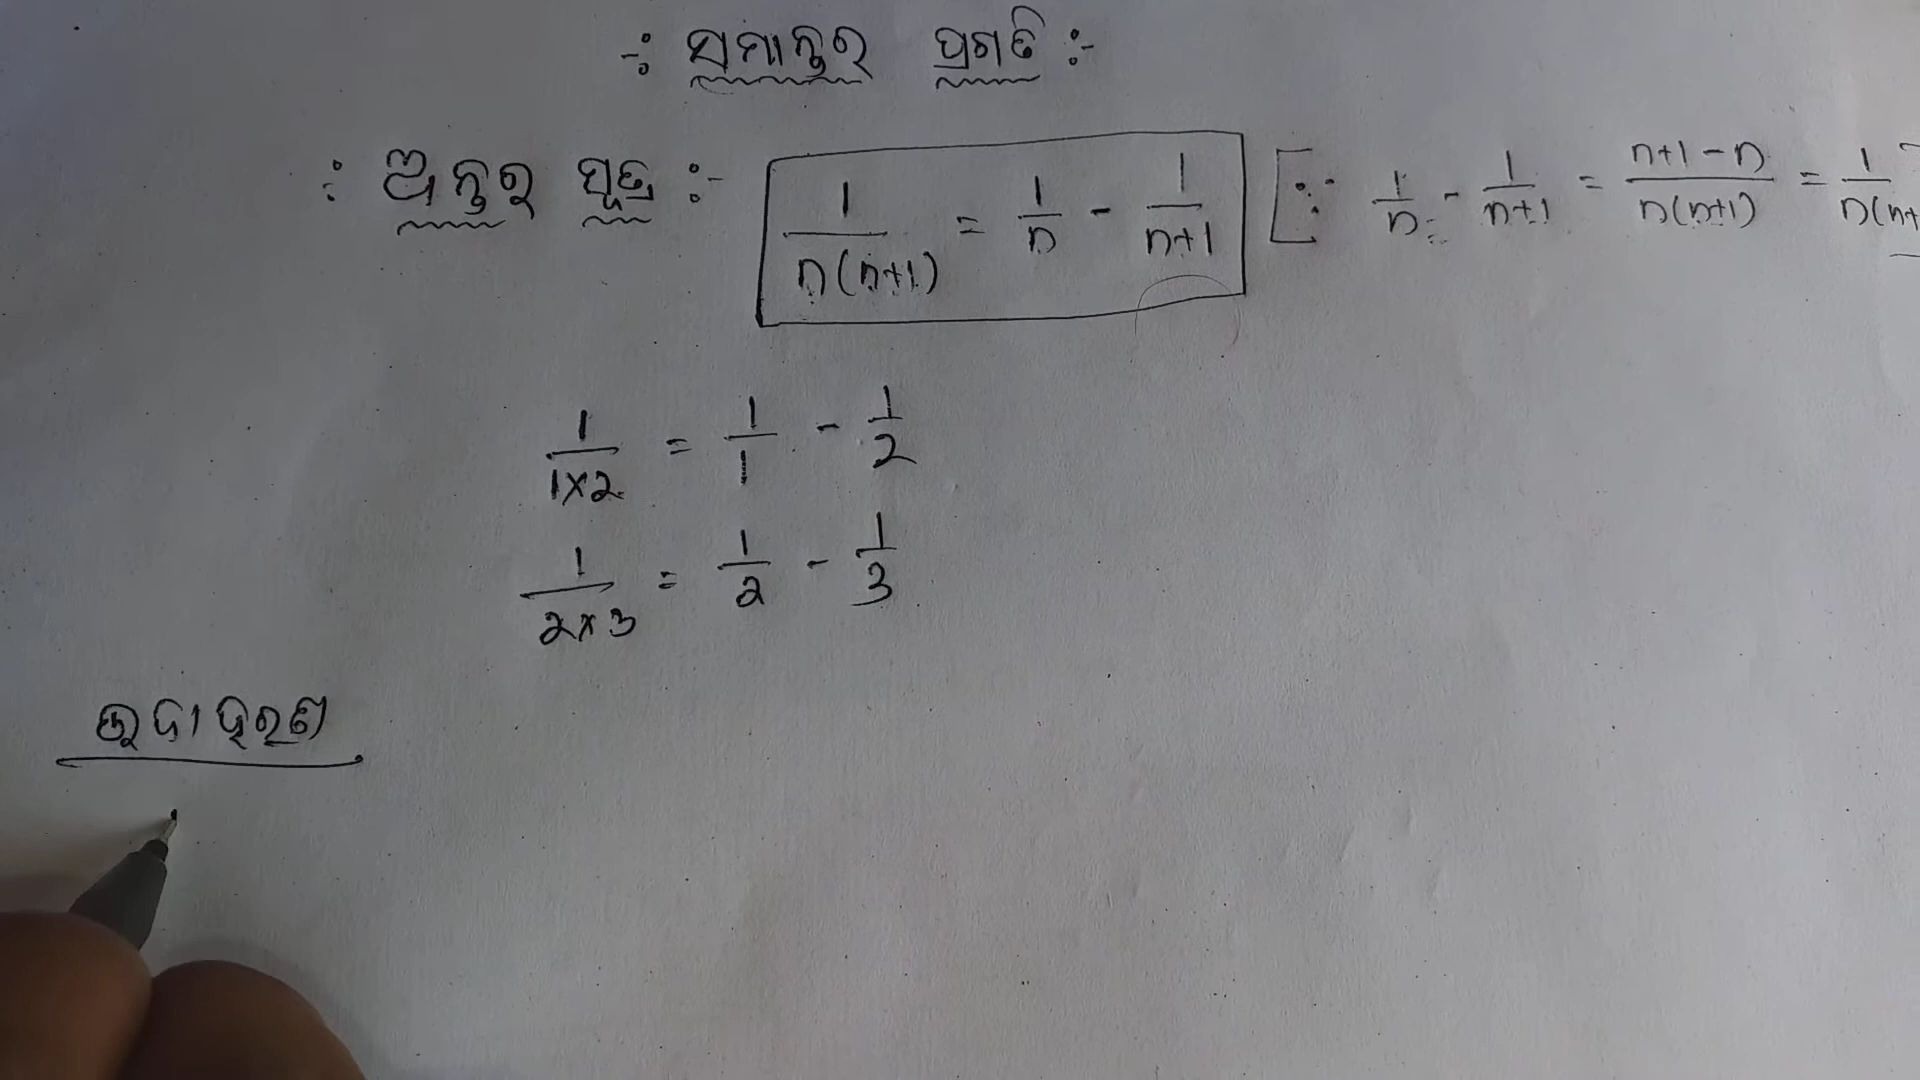 -: ସମାନ୍ତର ପ୍ରଗତି :-
: ଅନ୍ତର ସୂତ୍ର :- 1/n(n+1) = 1/n - 1/n+1 [∵ 1/n - 1/n+1 = n+1-n/n(n+1) = 1/n(n+
1/1×2 = 1/1 - 1/2
1/2×3 = 1/2 - 1/3
ଉଦାହରଣ